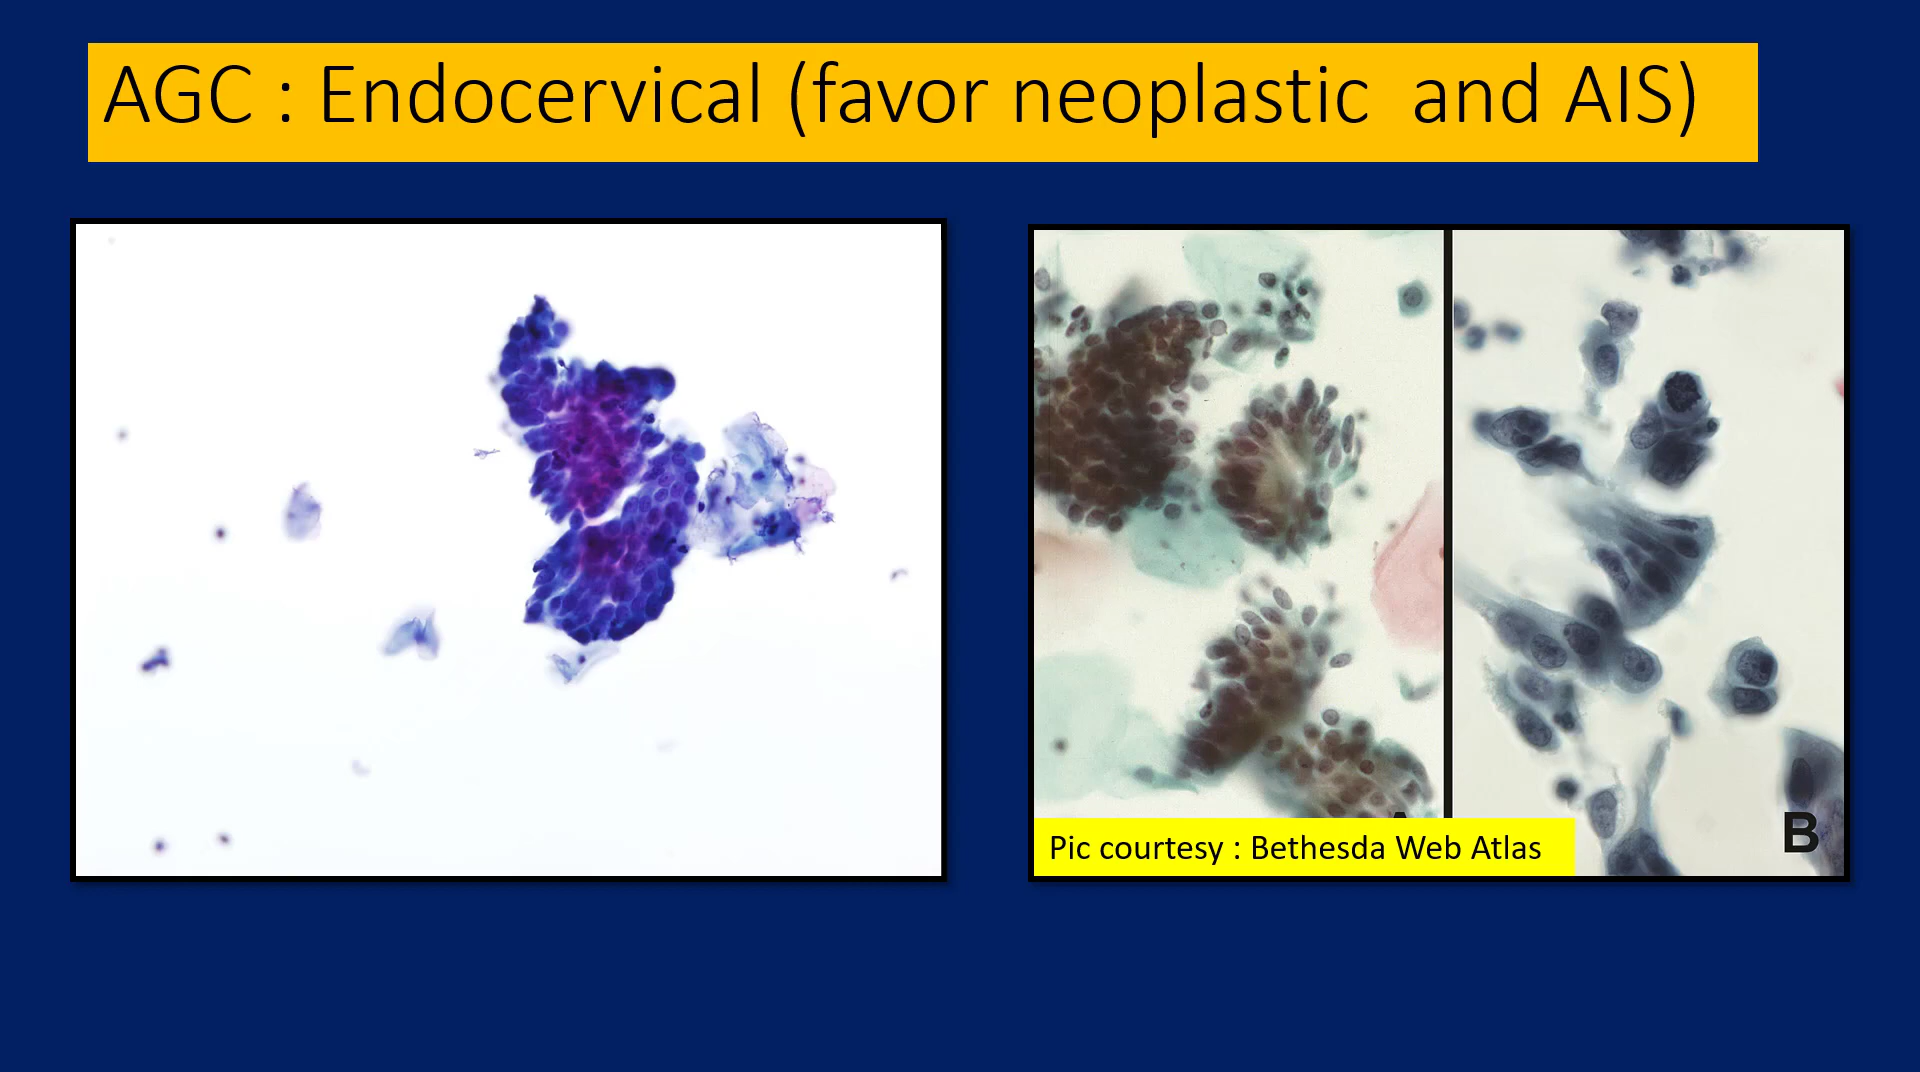 AGC : Endocervical (favor neoplastic  and AIS)
Pic courtesy : Bethesda Web Atlas
B